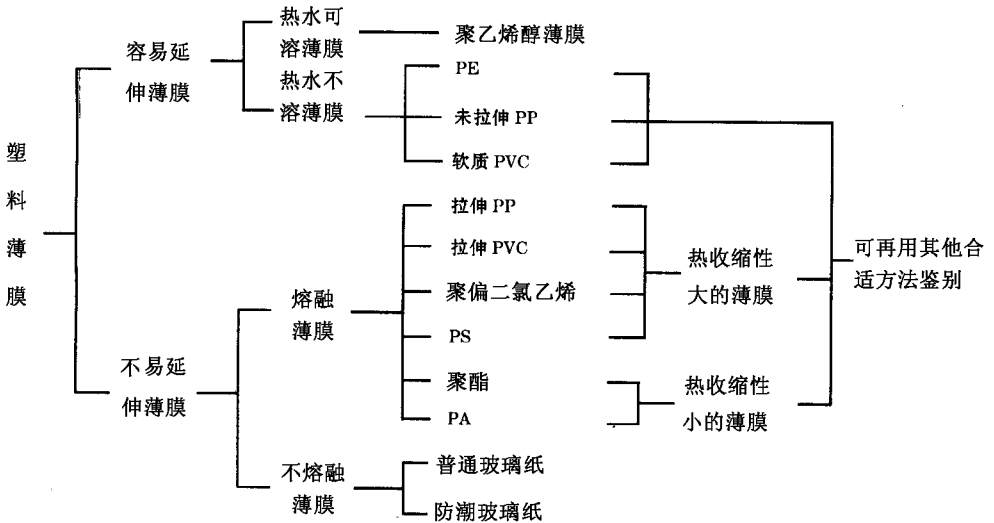 塑料薄膜
容易延
伸薄膜
热水可
溶薄膜
聚乙烯醇薄膜
热水不
溶薄膜
PE
未拉伸 PP
软质 PVC
不易延
伸薄膜
熔融
薄膜
拉伸 PP
拉伸 PVC
聚偏二氯乙烯
PS
热收缩性
大的薄膜
聚酯
PA
热收缩性
小的薄膜
不熔融
薄膜
普通玻璃纸
防潮玻璃纸
可再用其他合
适方法鉴别